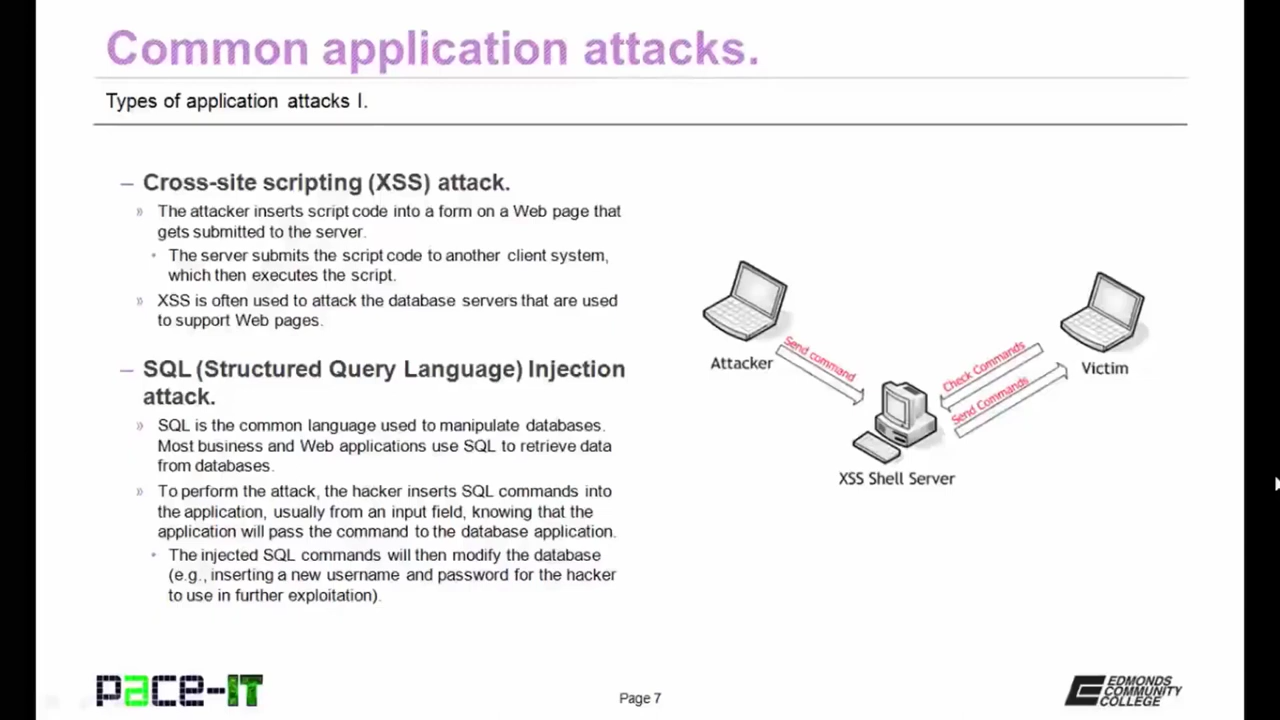 Common application attacks.
Types of application attacks I.
– Cross-site scripting (XSS) attack.
» The attacker inserts script code into a form on a Web page that
gets submitted to the server.
• The server submits the script code to another client system,
which then executes the script.
» XSS is often used to attack the database servers that are used
to support Web pages.
– SQL (Structured Query Language) Injection
attack.
» SQL is the common language used to manipulate databases.
Most business and Web applications use SQL to retrieve data
from databases.
» To perform the attack, the hacker inserts SQL commands into
the application, usually from an input field, knowing that the
application will pass the command to the database application.
• The injected SQL commands will then modify the database
(e.g., inserting a new username and password for the hacker
to use in further exploitation).
Attacker
Send command
Check Commands
Send Commands
Victim
XSS Shell Server
pace-IT
Page 7
EDMONDS
COMMUNITY
COLLEGE